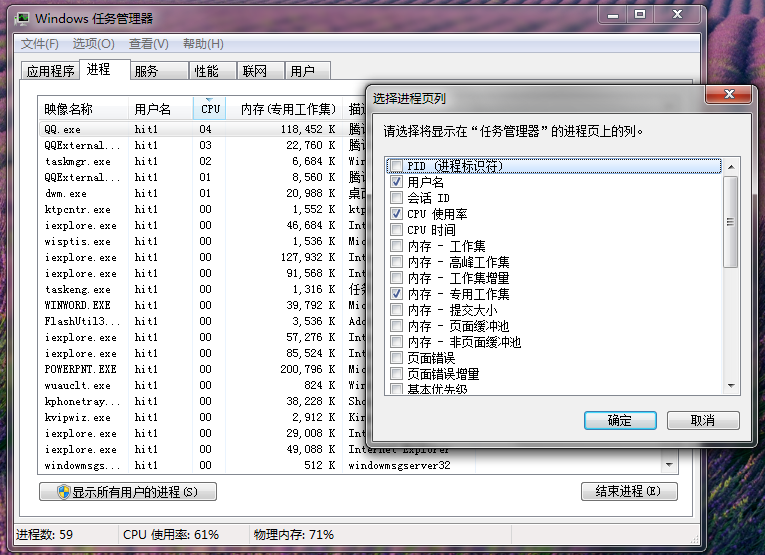 Windows 任务管理器
文件(F) 选项(O) 查看(V) 帮助(H)
应用程序 进程 服务 性能 联网 用户
映像名称 用户名 CPU 内存(专用工作集)
QQ.exe hit1 04 118,452 K 腾讯
QQExternal... hit1 03 22,760 K 腾讯
taskmgr.exe hit1 02 6,684 K Win
QQExternal... hit1 01 8,560 K 腾讯
dwm.exe hit1 01 20,988 K 桌面
ktpcntr.exe hit1 00 1,552 K ktp
iexplore.exe hit1 00 46,684 K Int
wisptis.exe hit1 00 1,536 K Mic
iexplore.exe hit1 00 127,932 K Int
iexplore.exe hit1 00 91,568 K Int
taskeng.exe hit1 00 1,316 K 任务
WINWORD.EXE hit1 00 39,792 K Mic
FlashUtil3... hit1 00 3,536 K Ado
iexplore.exe hit1 00 57,276 K Int
iexplore.exe hit1 00 85,524 K Int
POWERPNT.EXE hit1 00 200,796 K Mic
wuauclt.exe hit1 00 824 K Win
kphonetray... hit1 00 38,228 K Sho
kvipwiz.exe hit1 00 2,912 K Kin
iexplore.exe hit1 00 29,008 K Int
iexplore.exe hit1 00 49,088 K Internet Explorer
windowmsgs... hit1 00 512 K windowmsgserver32
显示所有用户的进程(S) 结束进程(E)
进程数: 59 CPU 使用率: 61% 物理内存: 71%
选择进程页列
请选择将显示在“任务管理器”的进程页上的列。
PID (进程标识符)
用户名
会话 ID
CPU 使用率
CPU 时间
内存 - 工作集
内存 - 高峰工作集
内存 - 工作集增量
内存 - 专用工作集
内存 - 提交大小
内存 - 页面缓冲池
内存 - 非页面缓冲池
页面错误
页面错误增量
基本优先级
确定 取消